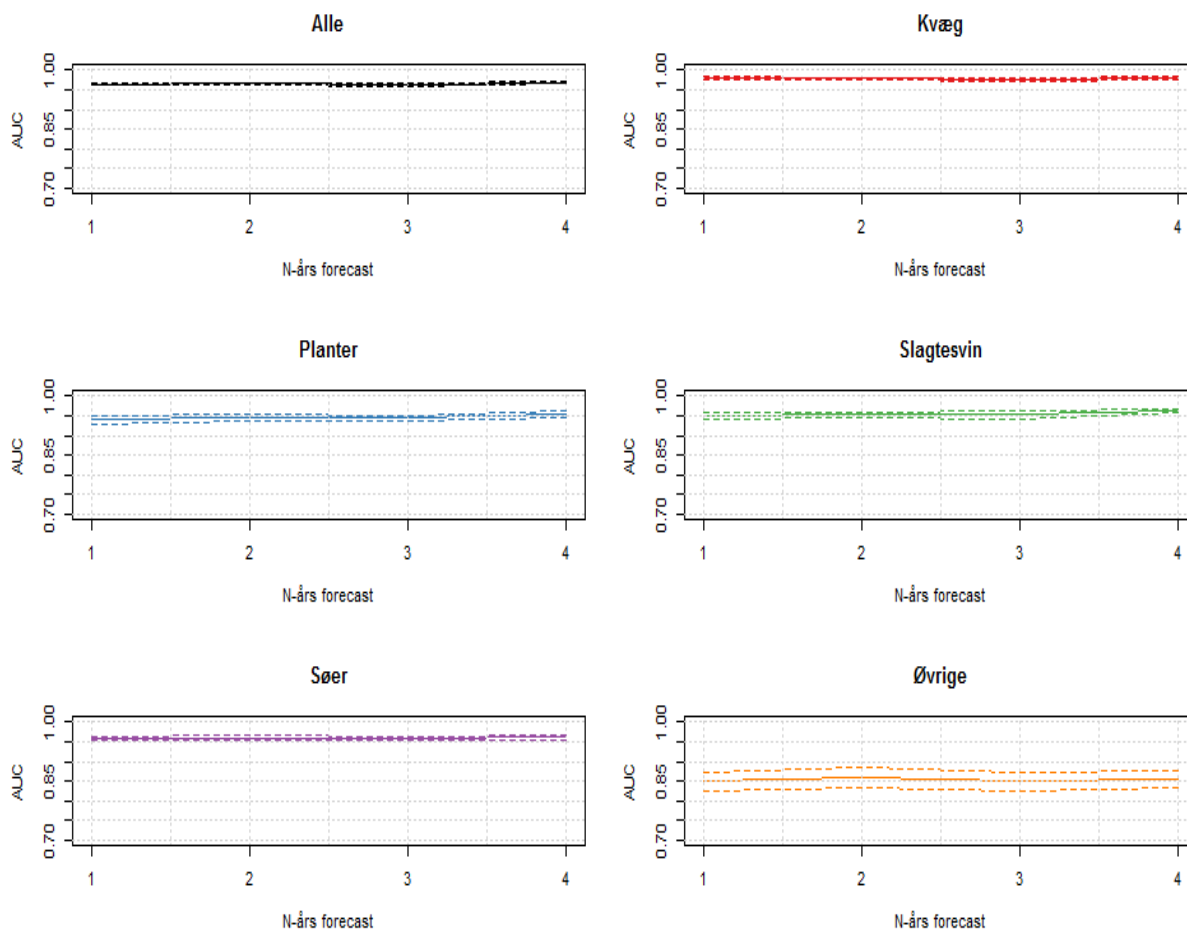 Alle
Kvæg
AUC
1.00
0.85
0.70
1 2 3 4
N-års forecast
AUC
1.00
0.85
0.70
1 2 3 4
N-års forecast
Planter
Slagtesvin
AUC
1.00
0.85
0.70
1 2 3 4
N-års forecast
AUC
1.00
0.85
0.70
1 2 3 4
N-års forecast
Søer
Øvrige
AUC
1.00
0.85
0.70
1 2 3 4
N-års forecast
AUC
1.00
0.85
0.70
1 2 3 4
N-års forecast